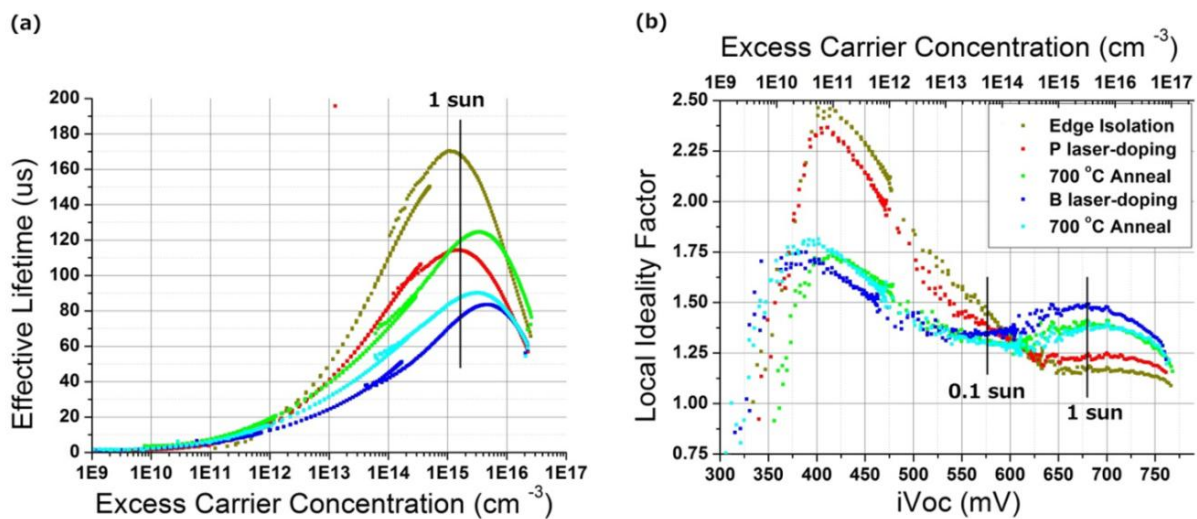 (a)
200
180
160
140
120
100
80
60
40
20
0
Effective Lifetime (us)
1 sun
1E9 1E10 1E11 1E12 1E13 1E14 1E15 1E16 1E17
Excess Carrier Concentration (cm -3)
(b)
Excess Carrier Concentration (cm -3)
1E9 1E10 1E11 1E12 1E13 1E14 1E15 1E16 1E17
2.50
2.25
2.00
1.75
1.50
1.25
1.00
0.75
Local Ideality Factor
Edge Isolation
P laser-doping
700 °C Anneal
B laser-doping
700 °C Anneal
0.1 sun
1 sun
300 350 400 450 500 550 600 650 700 750
iVoc (mV)